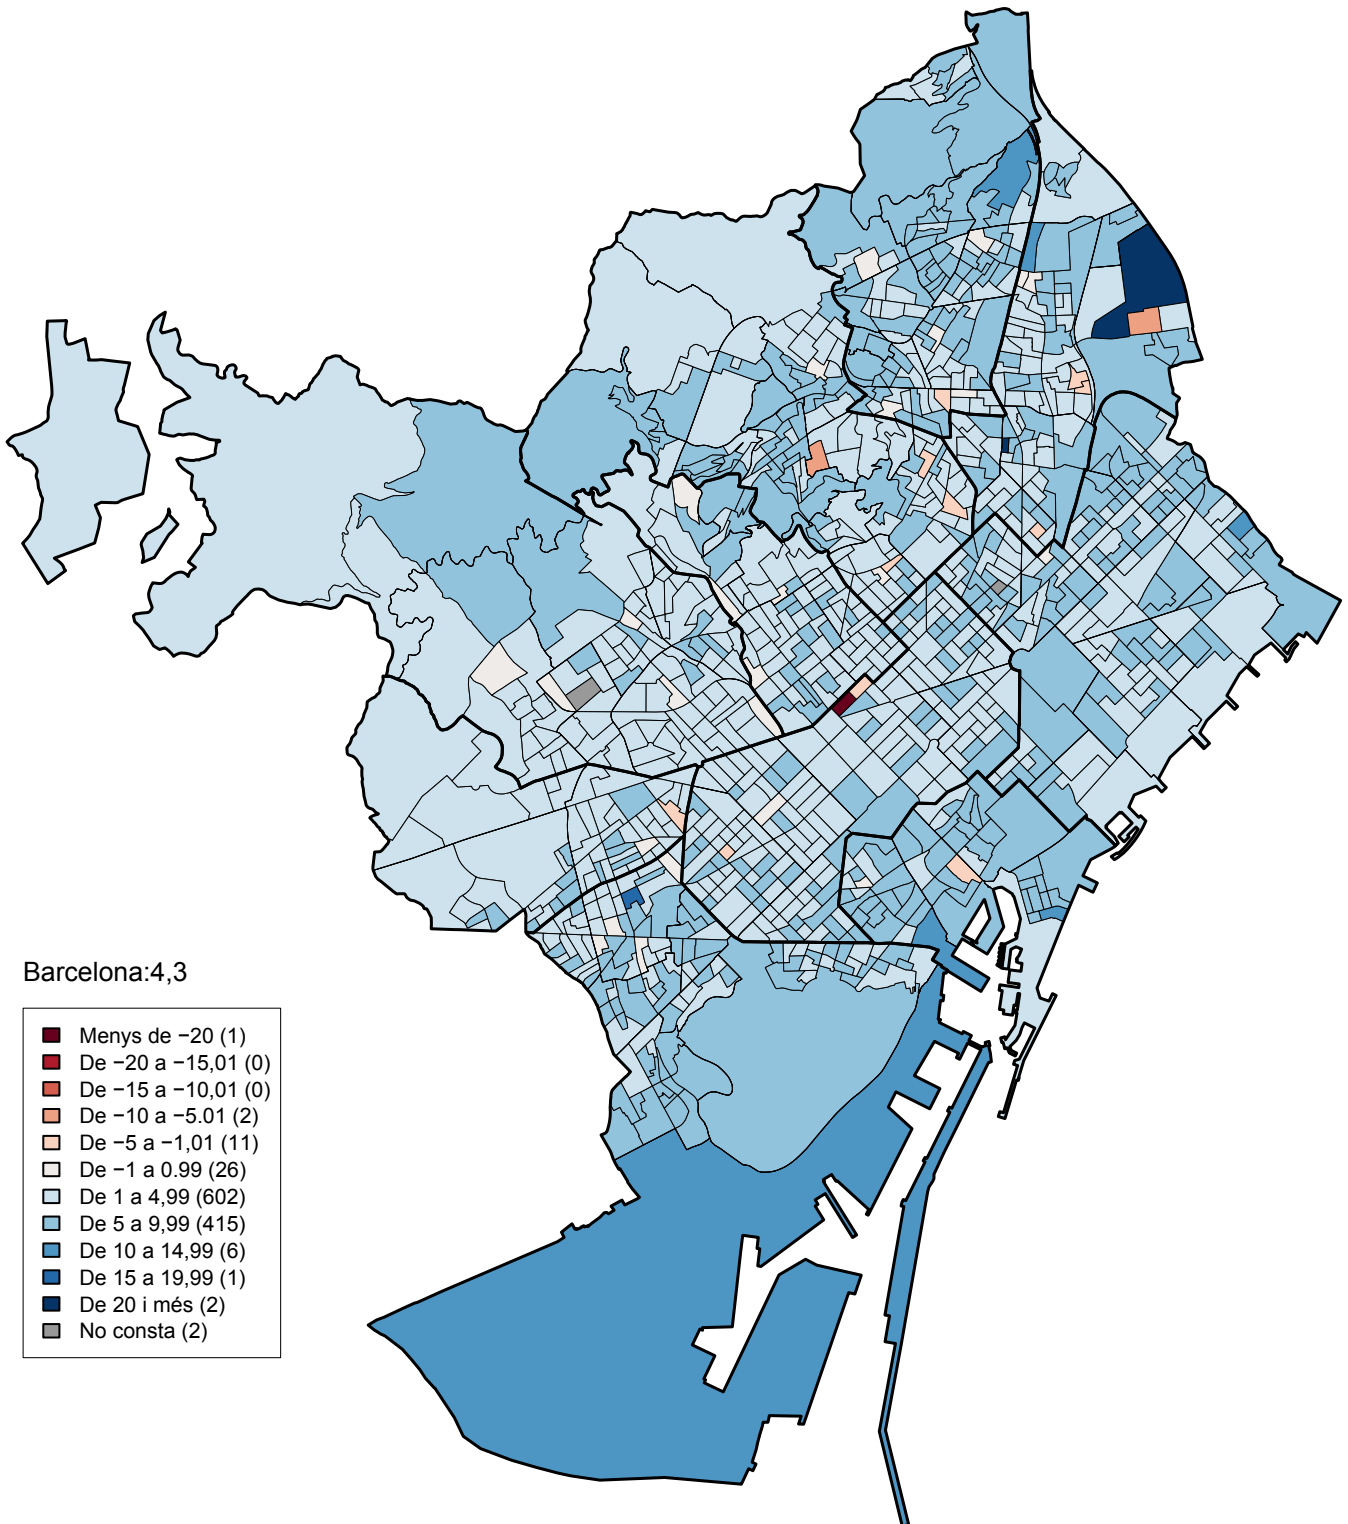 Barcelona:4,3
Menys de −20 (1)
De −20 a −15,01 (0)
De −15 a −10,01 (0)
De −10 a −5.01 (2)
De −5 a −1,01 (11)
De −1 a 0.99 (26)
De 1 a 4,99 (602)
De 5 a 9,99 (415)
De 10 a 14,99 (6)
De 15 a 19,99 (1)
De 20 i més (2)
No consta (2)